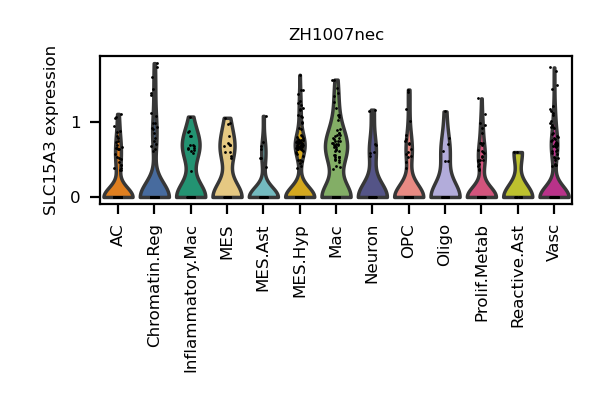 ZH1007nec
SLC15A3 expression
1
0
AC
Chromatin.Reg
Inflammatory.Mac
MES
MES.Ast
MES.Hyp
Mac
Neuron
OPC
Oligo
Prolif.Metab
Reactive.Ast
Vasc